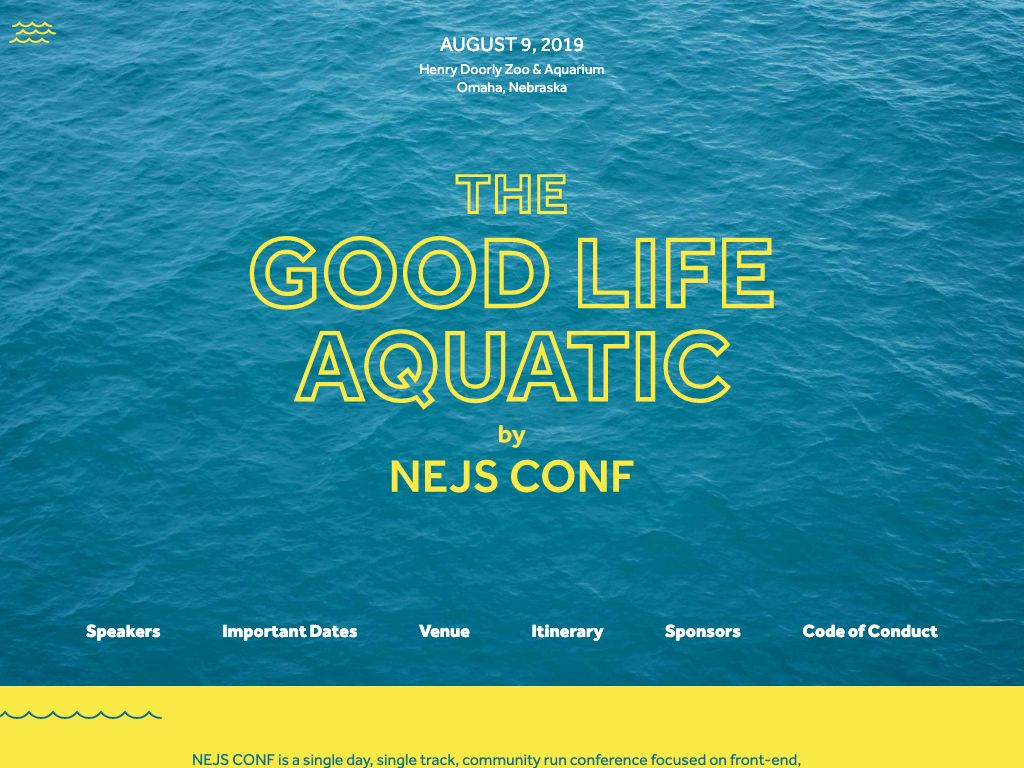 AUGUST 9, 2019
Henry Doorly Zoo & Aquarium
Omaha, Nebraska
THE
GOOD LIFE
AQUATIC
by
NEJS CONF
Speakers Important Dates Venue Itinerary Sponsors Code of Conduct
NEJS CONF is a single day, single track, community run conference focused on front-end,